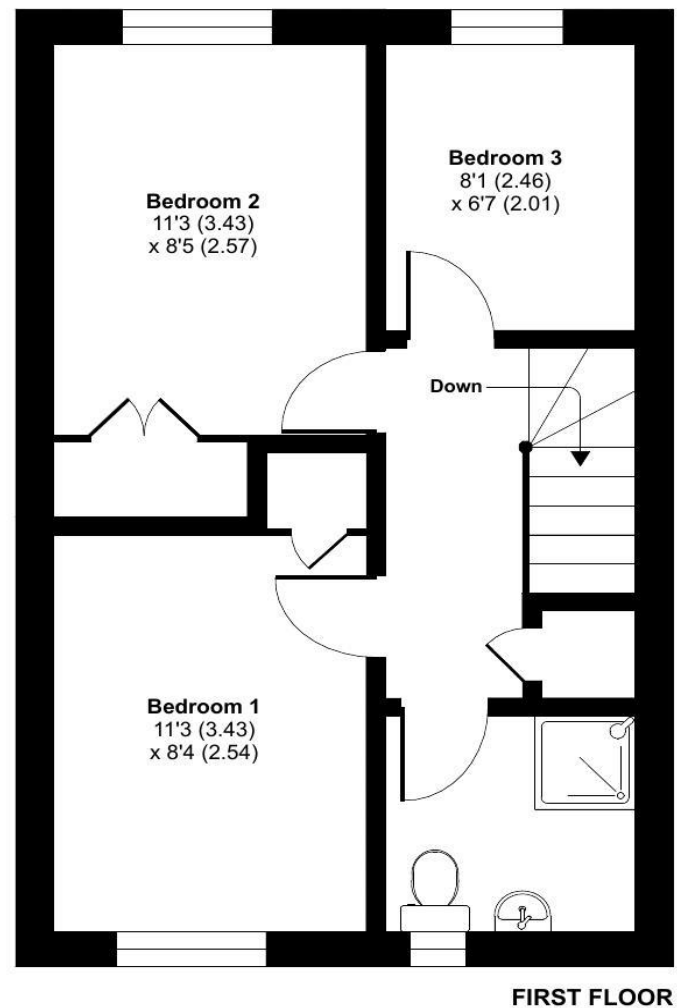 Bedroom 2
11'3 (3.43)
x 8'5 (2.57)
Bedroom 3
8'1 (2.46)
x 6'7 (2.01)
Down
Bedroom 1
11'3 (3.43)
x 8'4 (2.54)
FIRST FLOOR